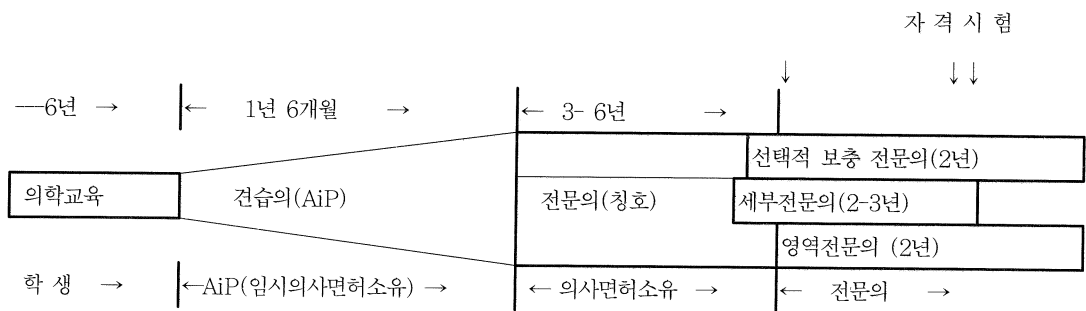 자 격 시 험
↓ ↓↓
----6년 → ← 1년 6개월 → ← 3- 6년 →
선택적 보충 전문의(2년)
의학교육 견습의(AiP) 전문의(칭호) 세부전문의(2-3년)
영역전문의 (2년)
학 생 → ←AiP(임시의사면허소유) → ← 의사면허소유 → ← 전문의 →